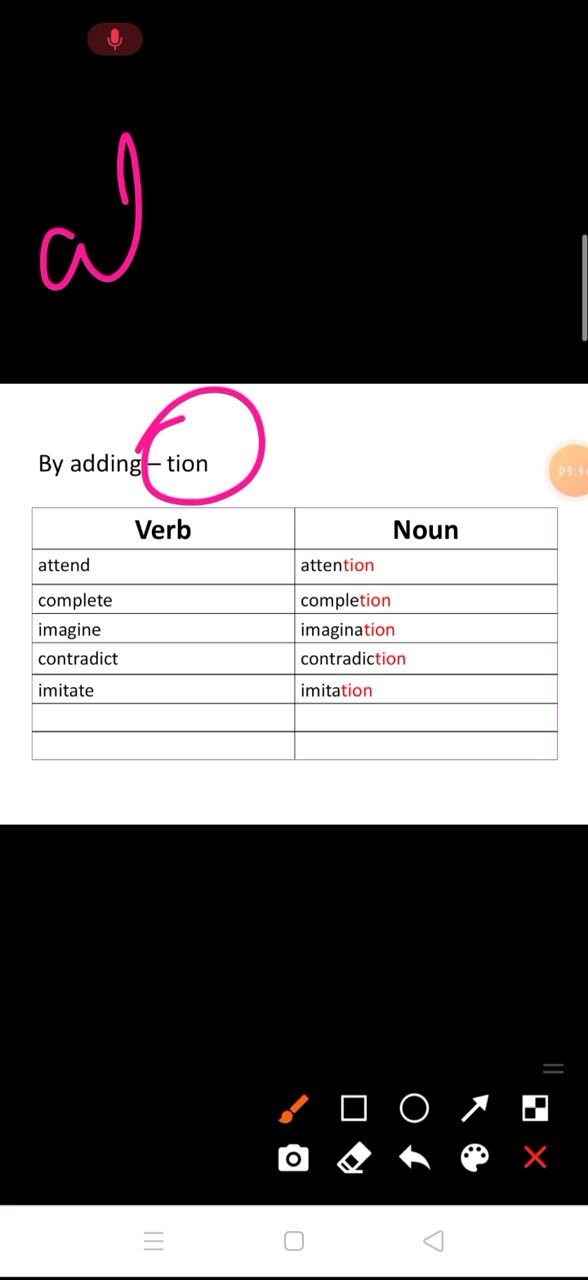 By adding – tion
Verb Noun
attend attention
complete completion
imagine imagination
contradict contradiction
imitate imitation